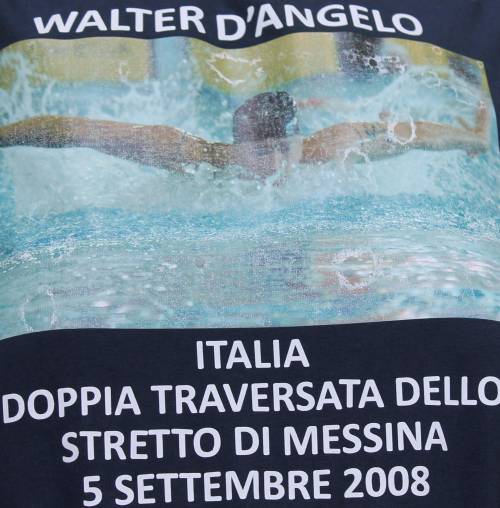 WALTER D'ANGELO
ITALIA
DOPPIA TRAVERSATA DELLO
STRETTO DI MESSINA
5 SETTEMBRE 2008